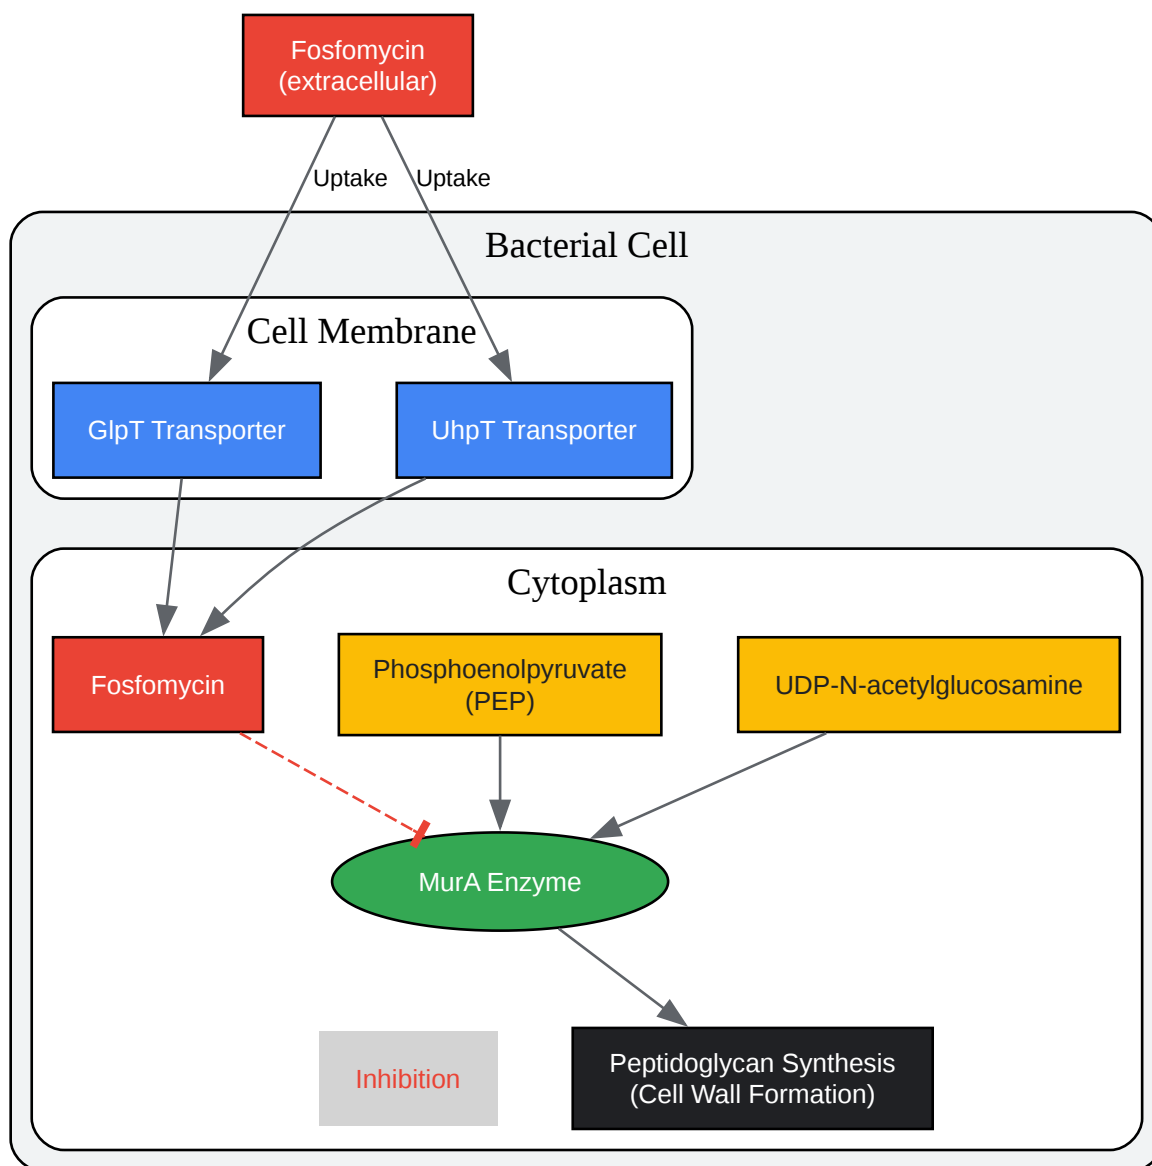 Fosfomycin
(extracellular)
Uptake
Uptake
Bacterial Cell
Cell Membrane
GlpT Transporter
UhpT Transporter
Cytoplasm
Fosfomycin
Phosphoenolpyruvate
(PEP)
UDP-N-acetylglucosamine
MurA Enzyme
Inhibition
Peptidoglycan Synthesis
(Cell Wall Formation)